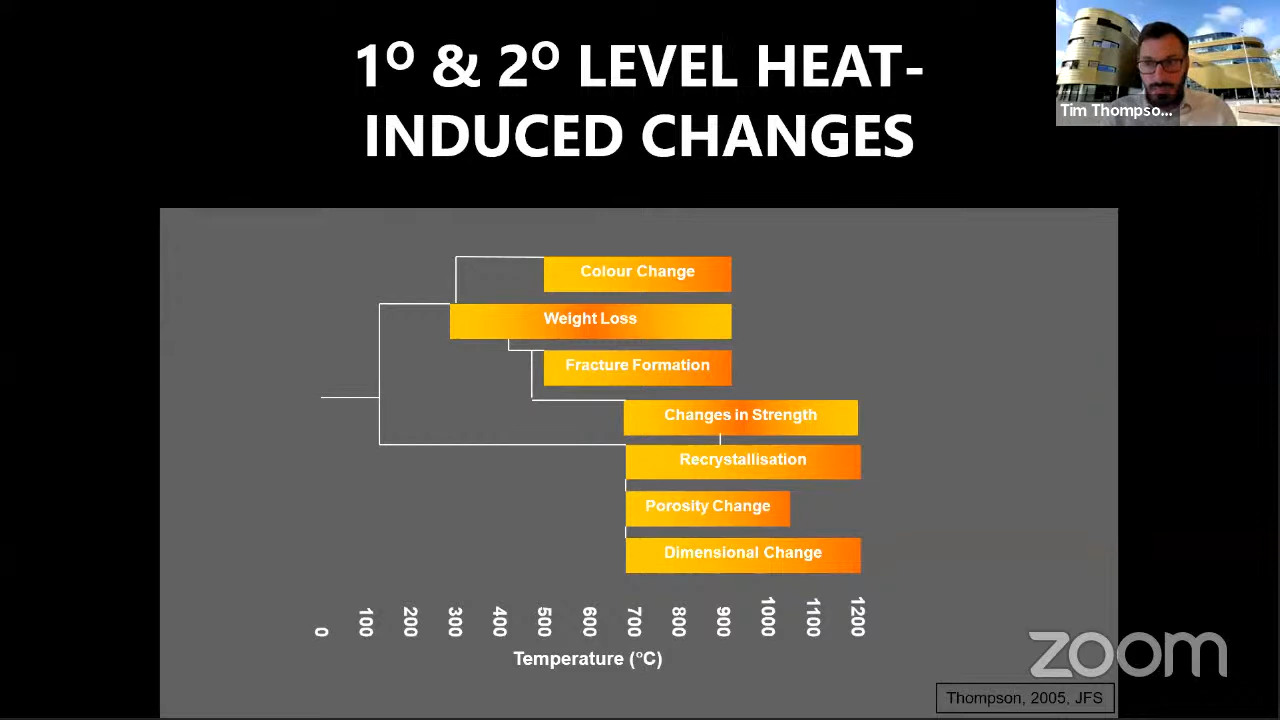 1º & 2º LEVEL HEAT-
INDUCED CHANGES
Tim Thompso...
Colour Change
Weight Loss
Fracture Formation
Changes in Strength
Recrystallisation
Porosity Change
Dimensional Change
0 100 200 300 400 500 600 700 800 900 1000 1100 1200
Temperature (°C)
zoom
Thompson, 2005, JFS